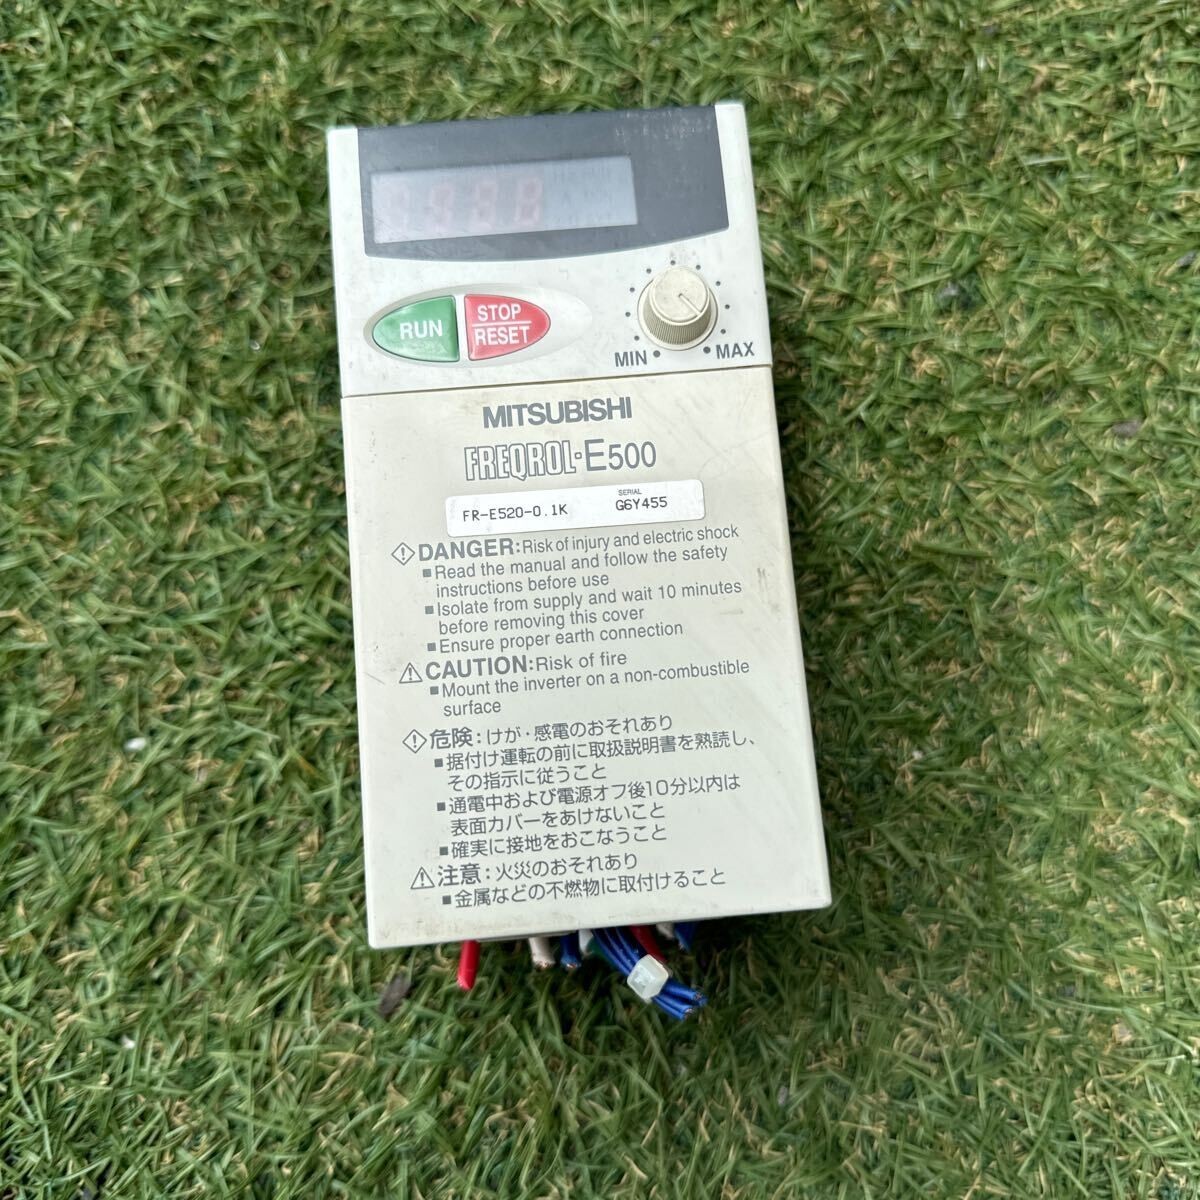 RUN
STOP
RESET
MIN
MAX
MITSUBISHI
FREQROL-E500
SERIAL
FR-E520-0.1K G6Y455
DANGER:Risk of injury and electric shock
■Read the manual and follow the safety
instructions before use
■Isolate from supply and wait 10 minutes
before removing this cover
■Ensure proper earth connection
CAUTION:Risk of fire
■Mount the inverter on a non-combustible
surface
危険:けが・感電のおそれあり
■据付け運転の前に取扱説明書を熟読し、
その指示に従うこと
■通電中および電源オフ後10分以内は
表面カバーをあけないこと
■確実に接地をおこなうこと
注意:火災のおそれあり
■金属などの不燃物に取付けること